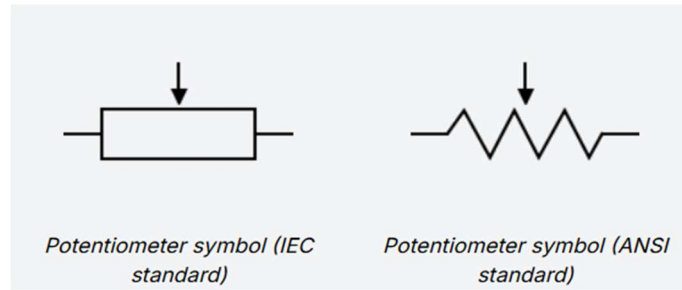 Potentiometer symbol (IEC
standard)
Potentiometer symbol (ANSI
standard)